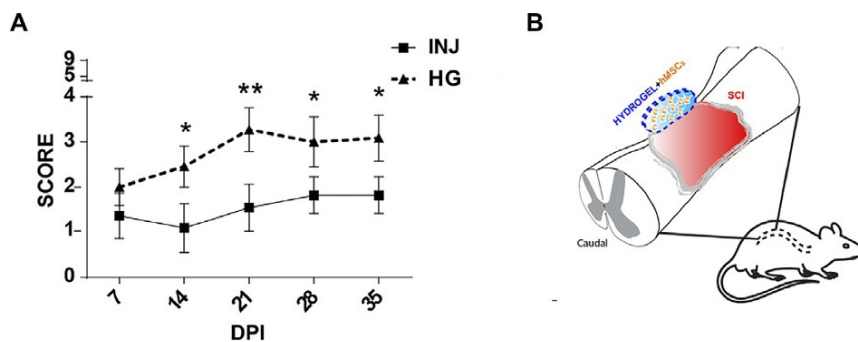 A
INJ
HG
9
5
4
3
2
1
0
SCORE
*
**
*
*
7
14
21
28
35
DPI
B
HYDROGEL+hMSCs
SCI
Caudal